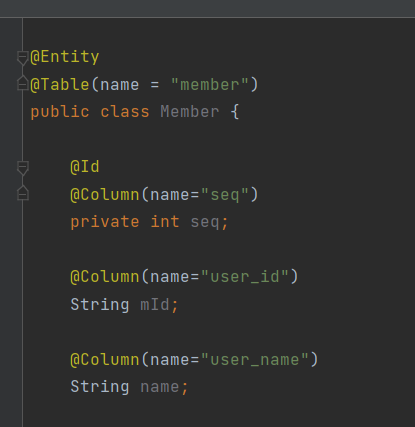 @Entity
@Table(name = "member")
public class Member {
@Id
@Column(name="seq")
private int seq;
@Column(name="user_id")
String mId;
@Column(name="user_name")
String name;